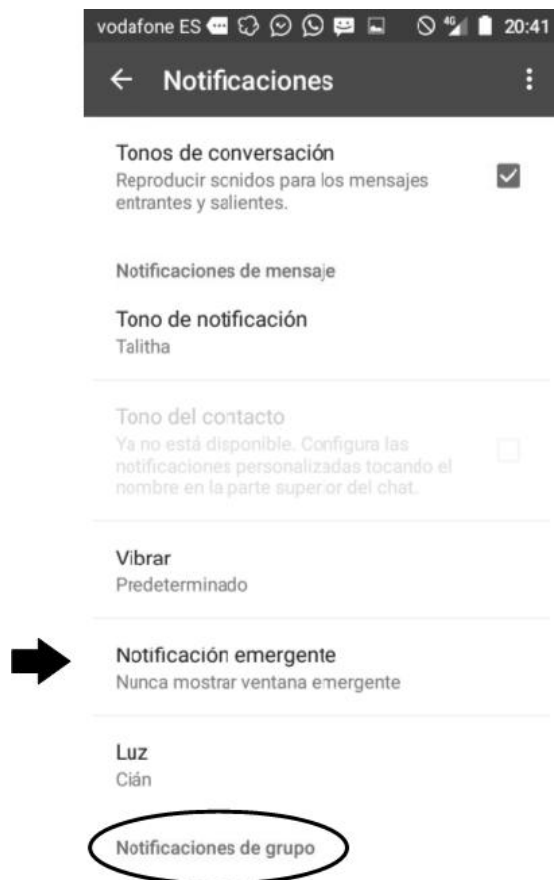 vodafone ES 4G 20:41
Notificaciones
Tonos de conversación
Reproducir scnidos para los mensajes
entrantes y salientes.
Notificaciones de mensaje
Tono de notificación
Talitha
Tono del contacto
Ya no está disponible. Configura las
notificaciones personalizadas tocando el
nombre en la parte superior del chat.
Vibrar
Predeterminado
Notificación emergente
Nunca mostrar ventana emergente
Luz
Cián
Notificaciones de grupo